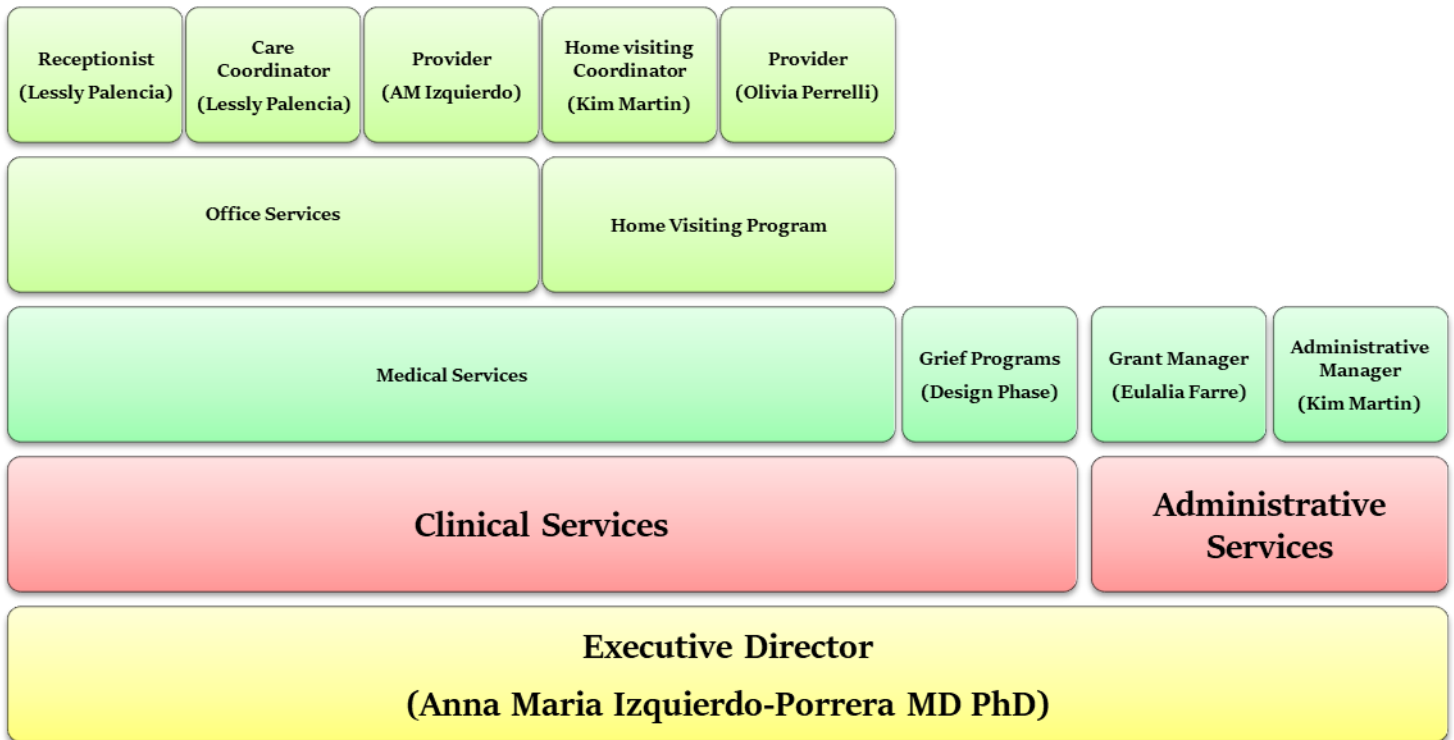 Receptionist
(Lessly Palencia)
Care
Coordinator
(Lessly Palencia)
Provider
(AM Izquierdo)
Home visiting
Coordinator
(Kim Martin)
Provider
(Olivia Perrelli)
Office Services
Home Visiting Program
Medical Services
Grief Programs
(Design Phase)
Grant Manager
(Eulalia Farre)
Administrative
Manager
(Kim Martin)
Clinical Services
Administrative
Services
Executive Director
(Anna Maria Izquierdo-Porrera MD PhD)